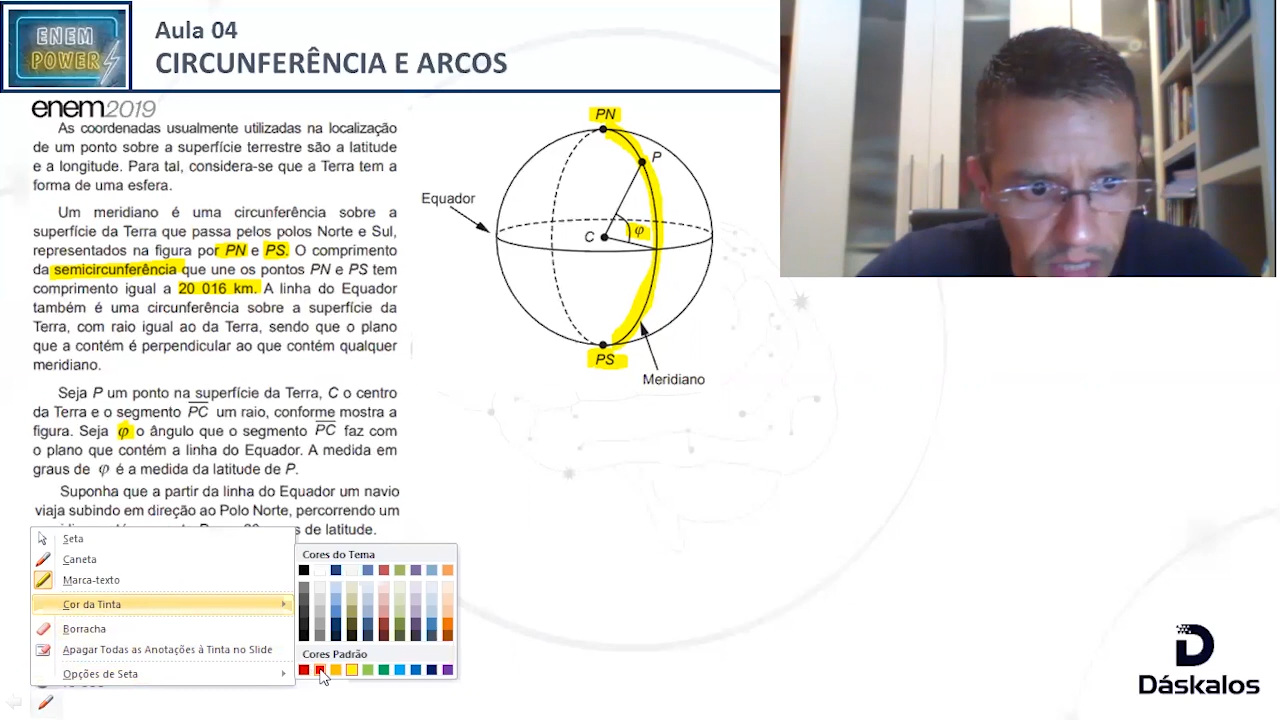 ENEM
POWER
Aula 04
CIRCUNFERÊNCIA E ARCOS
enem2019
As coordenadas usualmente utilizadas na localização
de um ponto sobre a superfície terrestre são a latitude
e a longitude. Para tal, considera-se que a Terra tem a
forma de uma esfera.
Um meridiano é uma circunferência sobre a
superfície da Terra que passa pelos polos Norte e Sul,
representados na figura por PN e PS. O comprimento
da semicircunferência que une os pontos PN e PS tem
comprimento igual a 20 016 km. A linha do Equador
também é uma circunferência sobre a superfície da
Terra, com raio igual ao da Terra, sendo que o plano
que a contém é perpendicular ao que contém qualquer
meridiano.
Seja P um ponto na superfície da Terra, C o centro
da Terra e o segmento PC um raio, conforme mostra a
figura. Seja φ o ângulo que o segmento PC faz com
o plano que contém a linha do Equador. A medida em
graus de φ é a medida da latitude de P.
Suponha que a partir da linha do Equador um navio
viaja subindo em direção ao Polo Norte, percorrendo um
s de latitude.
PN
P
Equador
C
φ
PS
Meridiano
Seta
Caneta
Marca-texto
Cor da Tinta
Borracha
Apagar Todas as Anotações à Tinta no Slide
Opções de Seta
Cores do Tema
Cores Padrão
Dáskalos